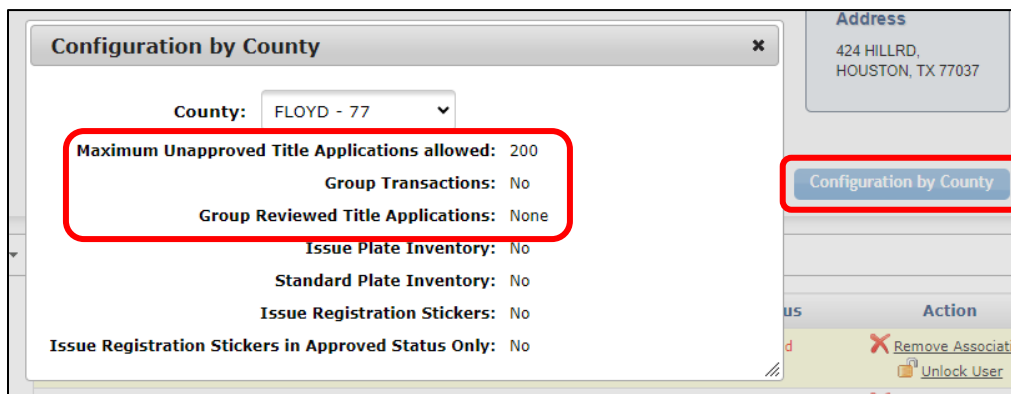 Configuration by County
County: FLOYD - 77
Maximum Unapproved Title Applications allowed: 200
Group Transactions: No
Group Reviewed Title Applications: None
Issue Plate Inventory: No
Standard Plate Inventory: No
Issue Registration Stickers: No
Issue Registration Stickers in Approved Status Only: No
Address
424 HILLRD,
HOUSTON, TX 77037
Configuration by County
Action
Remove
Unlock User